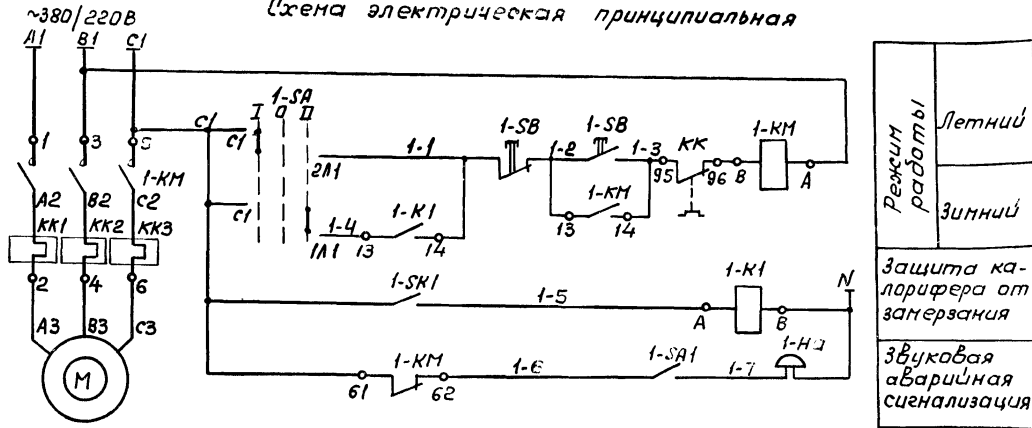 Схема электрическая принципиальная
~380/220В
А1 В1 С1
1 3 5
1-КМ
А2 В2 С2
КК1 КК2 КК3
2 4 6
А3 В3 С3
М
С1
1-SA
I 0 II
С1
2Л1
1-1
1-SB
1-2
1-SB
1-3
КК
95 96 В
1-КМ
А
С1
1Л1
1-4
13
1-К1
14
1-КМ
13 14
1-SK1
1-5
А
1-К1
В
N
61
1-КМ
62
1-6
1-SA1
1-7
1-НА
Режим
работы
Летний
Зимний
Защита ка-
лорифера от
замерзания
Звуковая
аварийная
сигнализация